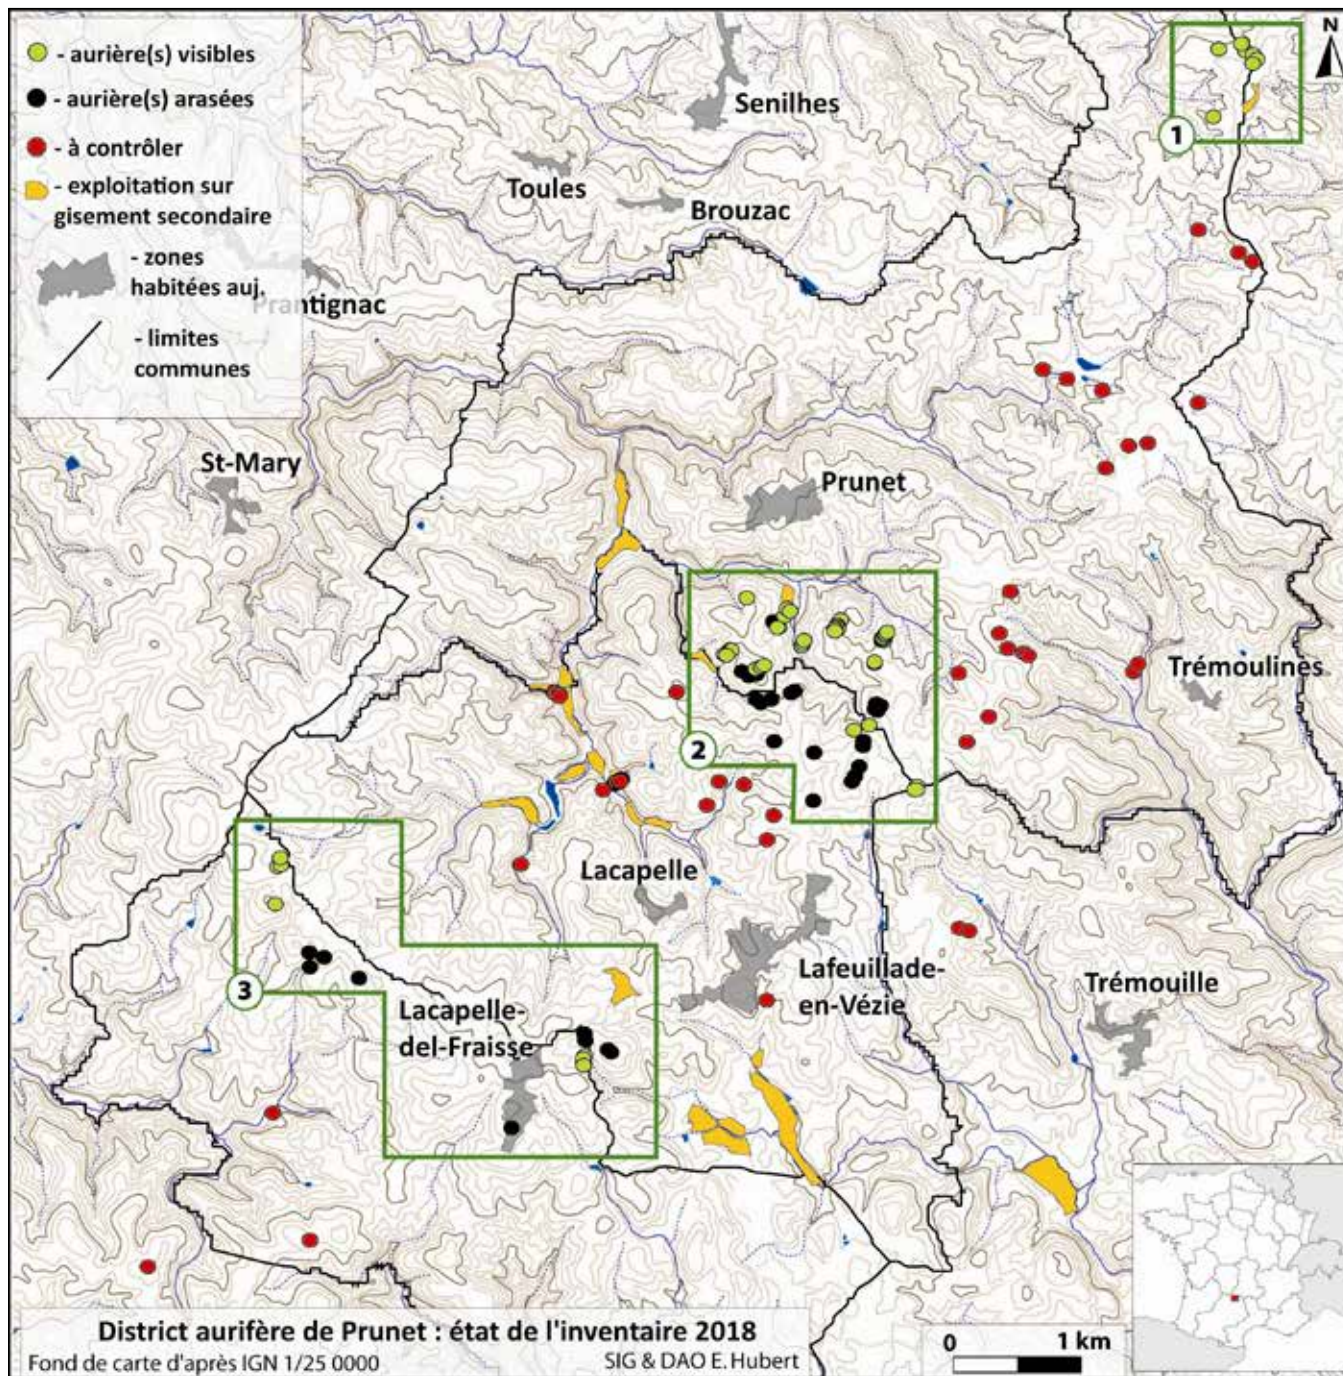 - aurière(s) visibles
- aurière(s) arasées
- à contrôler
- exploitation sur
gisement secondaire
- zones
habitées auj.
- limites
communes
N
1
Senilhes
Toules
Brouzac
Prantignac
St-Mary
Prunet
Trémoulines
2
Lacapelle
3
Lafeuillade-
en-Vézie
Trémouille
Lacapelle-
del-Fraisse
District aurifère de Prunet : état de l'inventaire 2018
Fond de carte d'après IGN 1/25 0000
SIG & DAO E. Hubert
0
1 km